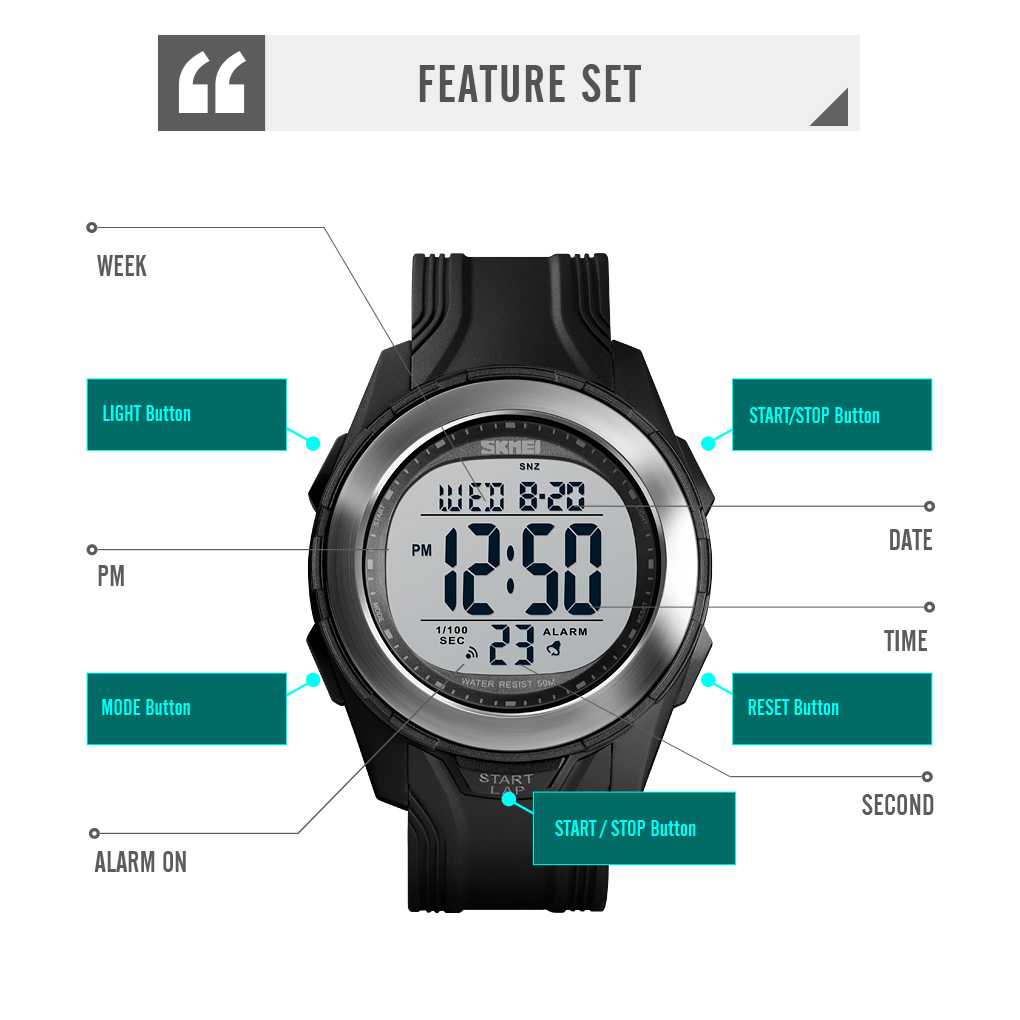 FEATURE SET
WEEK
LIGHT Button
START/STOP Button
SKMEI
SNZ
WED 8-20
START
DATE
PM 12:50
PM
TIME
MODE
1/100
SEC
23
ALARM
WATER RESIST 50M
MODE Button
RESET Button
START
LAP
SECOND
START / STOP Button
ALARM ON